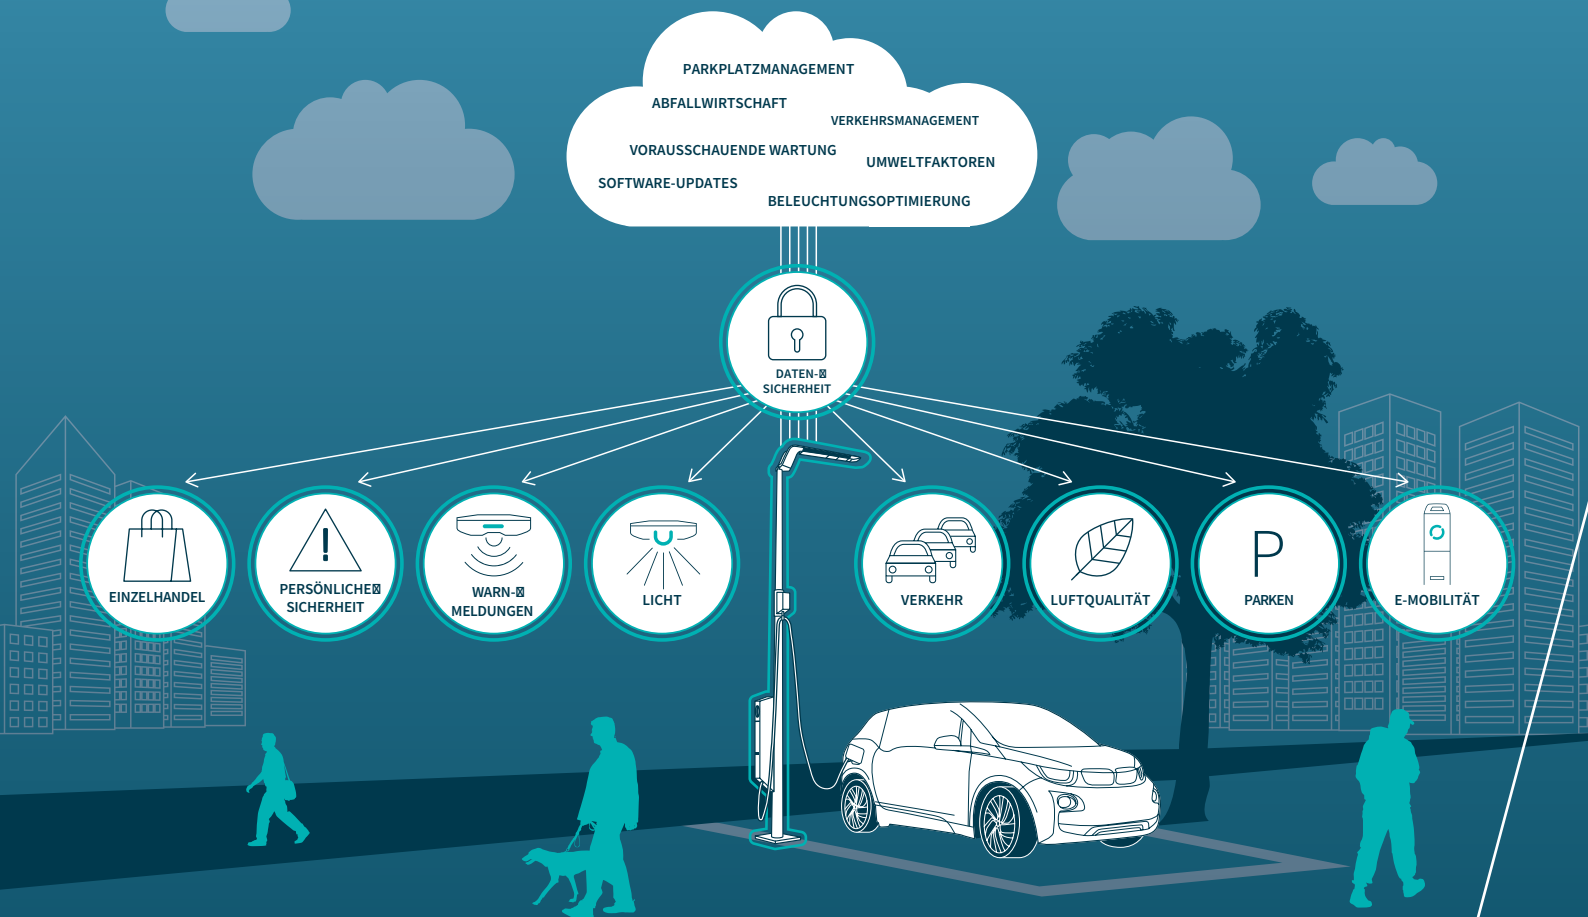 PARKPLATZMANAGEMENT
ABFALLWIRTSCHAFT
VERKEHRSMANAGEMENT
VORAUSSCHAUENDE WARTUNG
UMWELTFAKTOREN
SOFTWARE-UPDATES
BELEUCHTUNGSOPTIMIERUNG
DATEN-
SICHERHEIT
EINZELHANDEL
PERSÖNLICHE
SICHERHEIT
WARN-
MELDUNGEN
LICHT
VERKEHR
LUFTQUALITÄT
P
PARKEN
E-MOBILITÄT